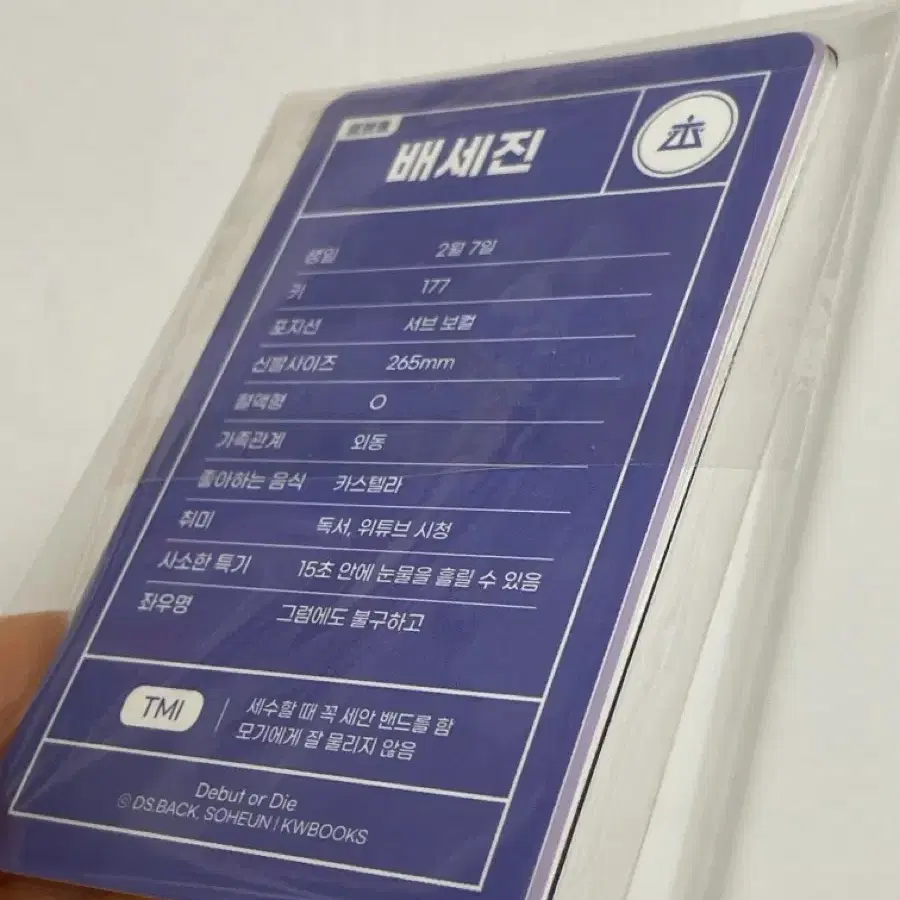 배세진
생일 2월 7일
키 177
포지션 서브 보컬
신발사이즈 265mm
혈액형 O
가족관계 외동
좋아하는 음식 카스텔라
취미 독서, 위튜브 시청
사소한 특기 15초 안에 눈물을 흘릴 수 있음
좌우명 그럼에도 불구하고
TMI
세수할 때 꼭 세안 밴드를 함
모기에게 잘 물리지 않음
Debut or Die
© DS.BACK, SOHEUN / KWBOOKS